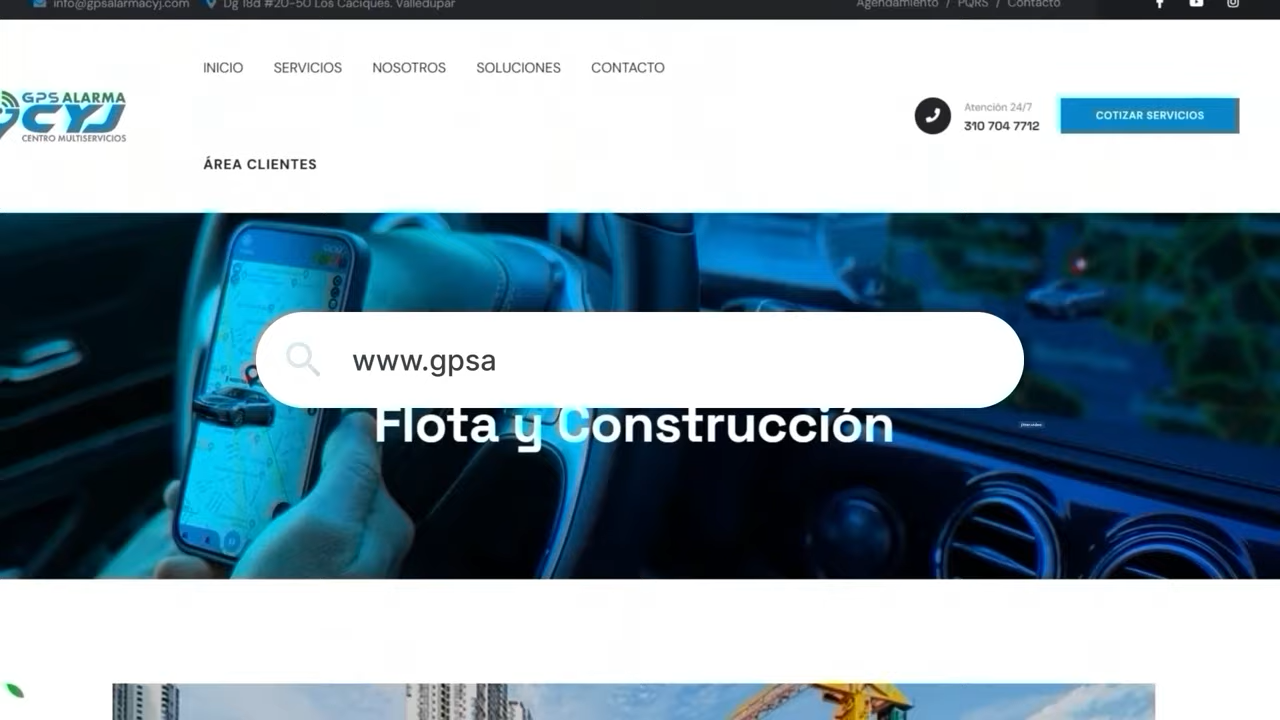 info@gpsalarmacyj.com
Dg 18d #20-50 Los Caciques. Valledupar
Agendamiento / PQRS / Contacto
INICIO SERVICIOS NOSOTROS SOLUCIONES CONTACTO
GPS ALARMA
CYJ
CENTRO MULTISERVICIOS
Atención 24/7
310 704 7712
COTIZAR SERVICIOS
ÁREA CLIENTES
www.gpsa
Flota y Construcción